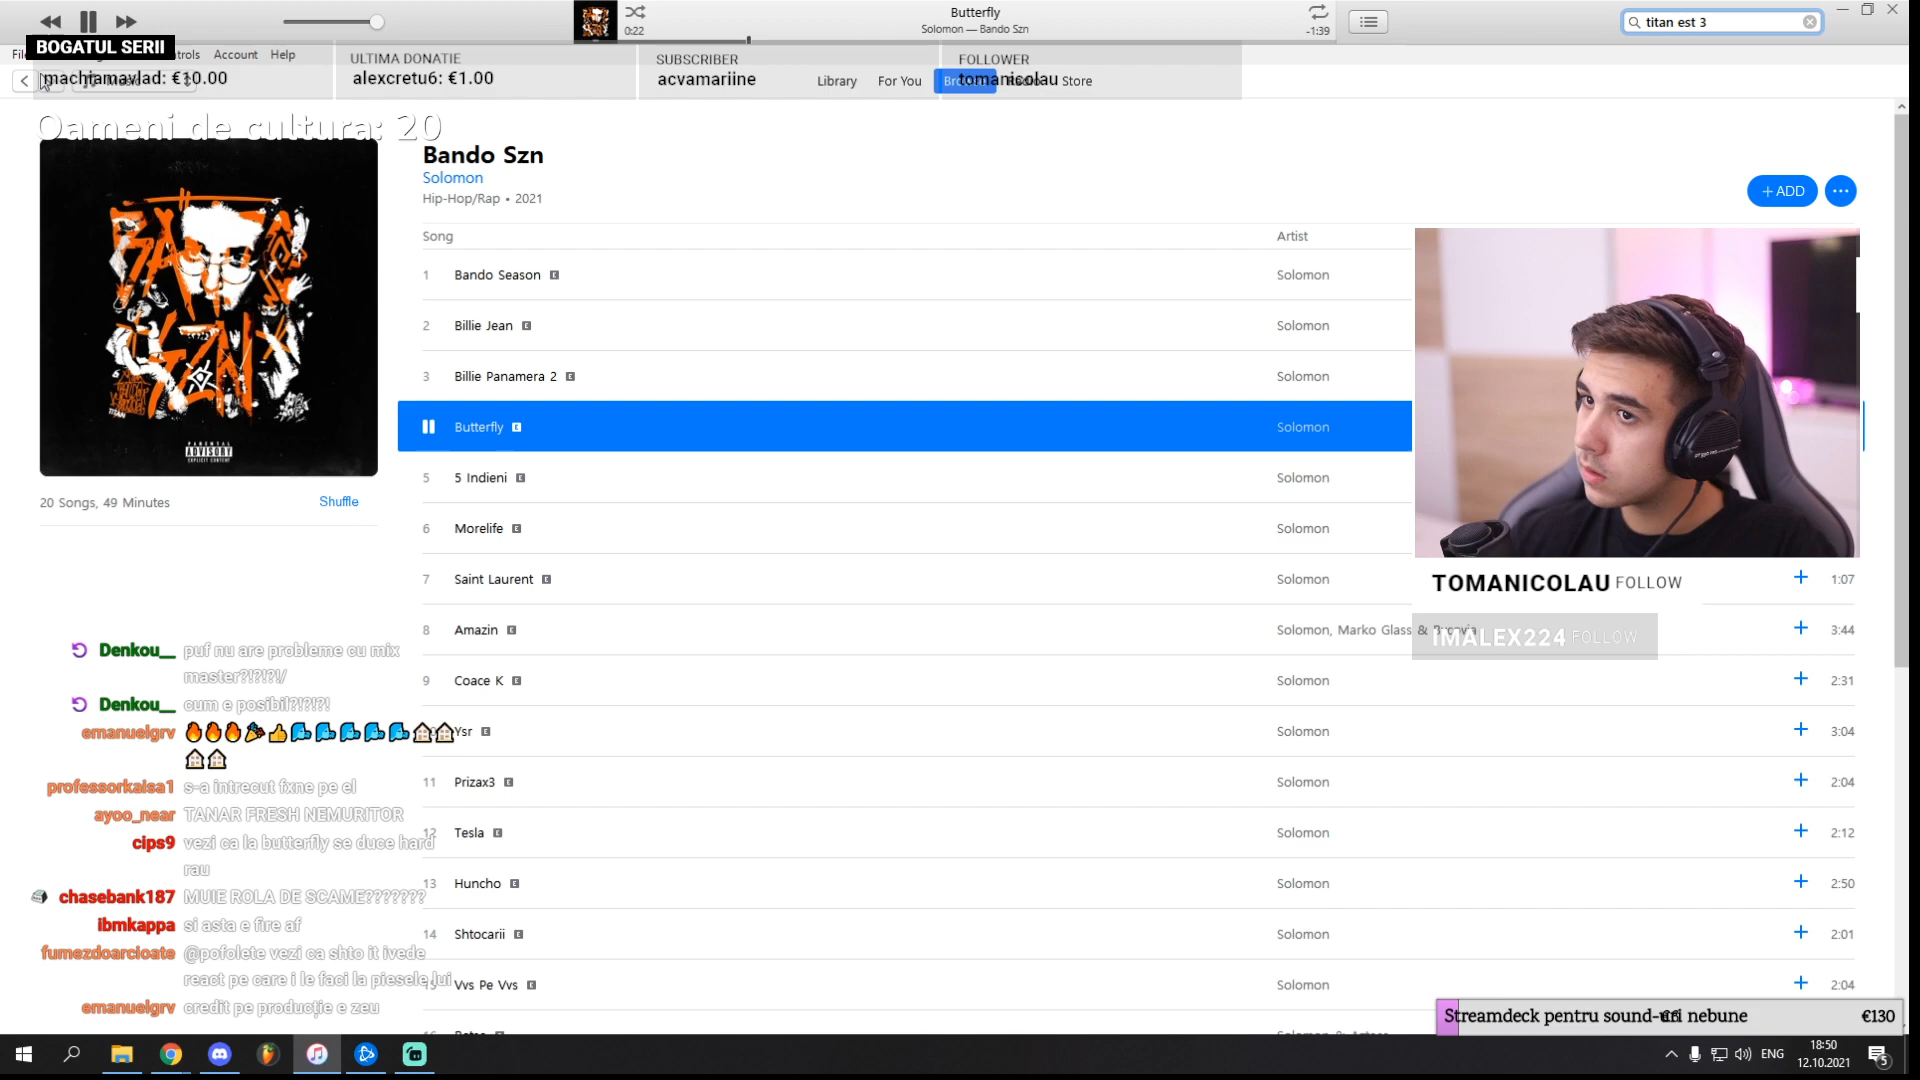 Butterfly
Solomon — Bando Szn
0:22
-1:39
titan est 3
BOGATUL SERII
Account
Help
machiamavlad: €10.00
ULTIMA DONATIE
alexcretu6: €1.00
SUBSCRIBER
acvamariine
FOLLOWER
tomanicolau
Library
For You
Store
Oameni de cultura: 20
Bando Szn
Solomon
Hip-Hop/Rap • 2021
+ ADD
Song
Artist
1 Bando Season E Solomon
2 Billie Jean E Solomon
3 Billie Panamera 2 E Solomon
Butterfly E Solomon
5 5 Indieni E Solomon
6 Morelife E Solomon
7 Saint Laurent E Solomon 1:07
8 Amazin E Solomon, Marko Glass & 3:44
9 Coace K E Solomon 2:31
Ysr E Solomon 3:04
11 Prizax3 E Solomon 2:04
12 Tesla E Solomon 2:12
13 Huncho E Solomon 2:50
14 Shtocarii E Solomon 2:01
Vvs Pe Vvs E Solomon 2:04
PARENTAL
ADVISORY
EXPLICIT CONTENT
20 Songs, 49 Minutes
Shuffle
TOMANICOLAU FOLLOW
IMALEX224 FOLLOW
Denkou__ puf nu are probleme cu mix
master?!?!?!/
Denkou__ cum e posibil?!?!?!
emanuelgrv 🔥🔥🔥🎉👍
professorkaisa1 s-a intrecut fxne pe el
ayoo_near TANAR FRESH NEMURITOR
cips9 vezi ca la butterfly se duce hard
rau
chasebank187 MUIE ROLA DE SCAME???????
ibmkappa si asta e fire af
fumezdoarcioate @pofolete vezi ca shto it ivede
react pe care i le faci la piesele lui
emanuelgrv credit pe producție e zeu
Streamdeck pentru sound-uri nebune
€130
ENG
18:50
12.10.2021
5